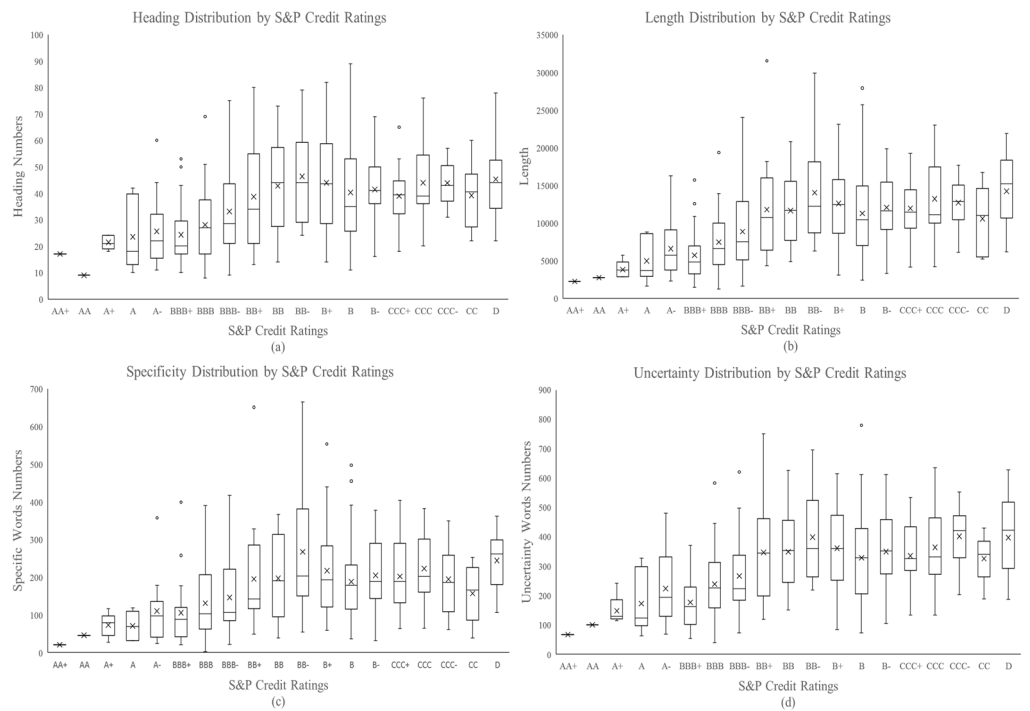 Heading Distribution by S&P Credit Ratings
100
90
80
70
60
50
40
30
20
10
0
Heading Numbers
AA+ AA A+ A A- BBB+ BBB BBB- BB+ BB BB- B+ B B- CCC+ CCC CCC- CC D
S&P Credit Ratings
(a)
Length Distribution by S&P Credit Ratings
35000
30000
25000
20000
15000
10000
5000
0
Length
AA+ AA A+ A A- BBB+ BBB BBB- BB+ BB BB- B+ B B- CCC+ CCC CCC- CC D
S&P Credit Ratings
(b)
Specificity Distribution by S&P Credit Ratings
700
600
500
400
300
200
100
0
Specific Words Numbers
AA+ AA A+ A A- BBB+ BBB BBB- BB+ BB BB- B+ B B- CCC+ CCC CCC- CC D
S&P Credit Ratings
(c)
Uncertainty Distribution by S&P Credit Ratings
900
800
700
600
500
400
300
200
100
0
Uncertainty Words Numbers
AA+ AA A+ A A- BBB+ BBB BBB- BB+ BB BB- B+ B B- CCC+ CCC CCC- CC D
S&P Credit Ratings
(d)